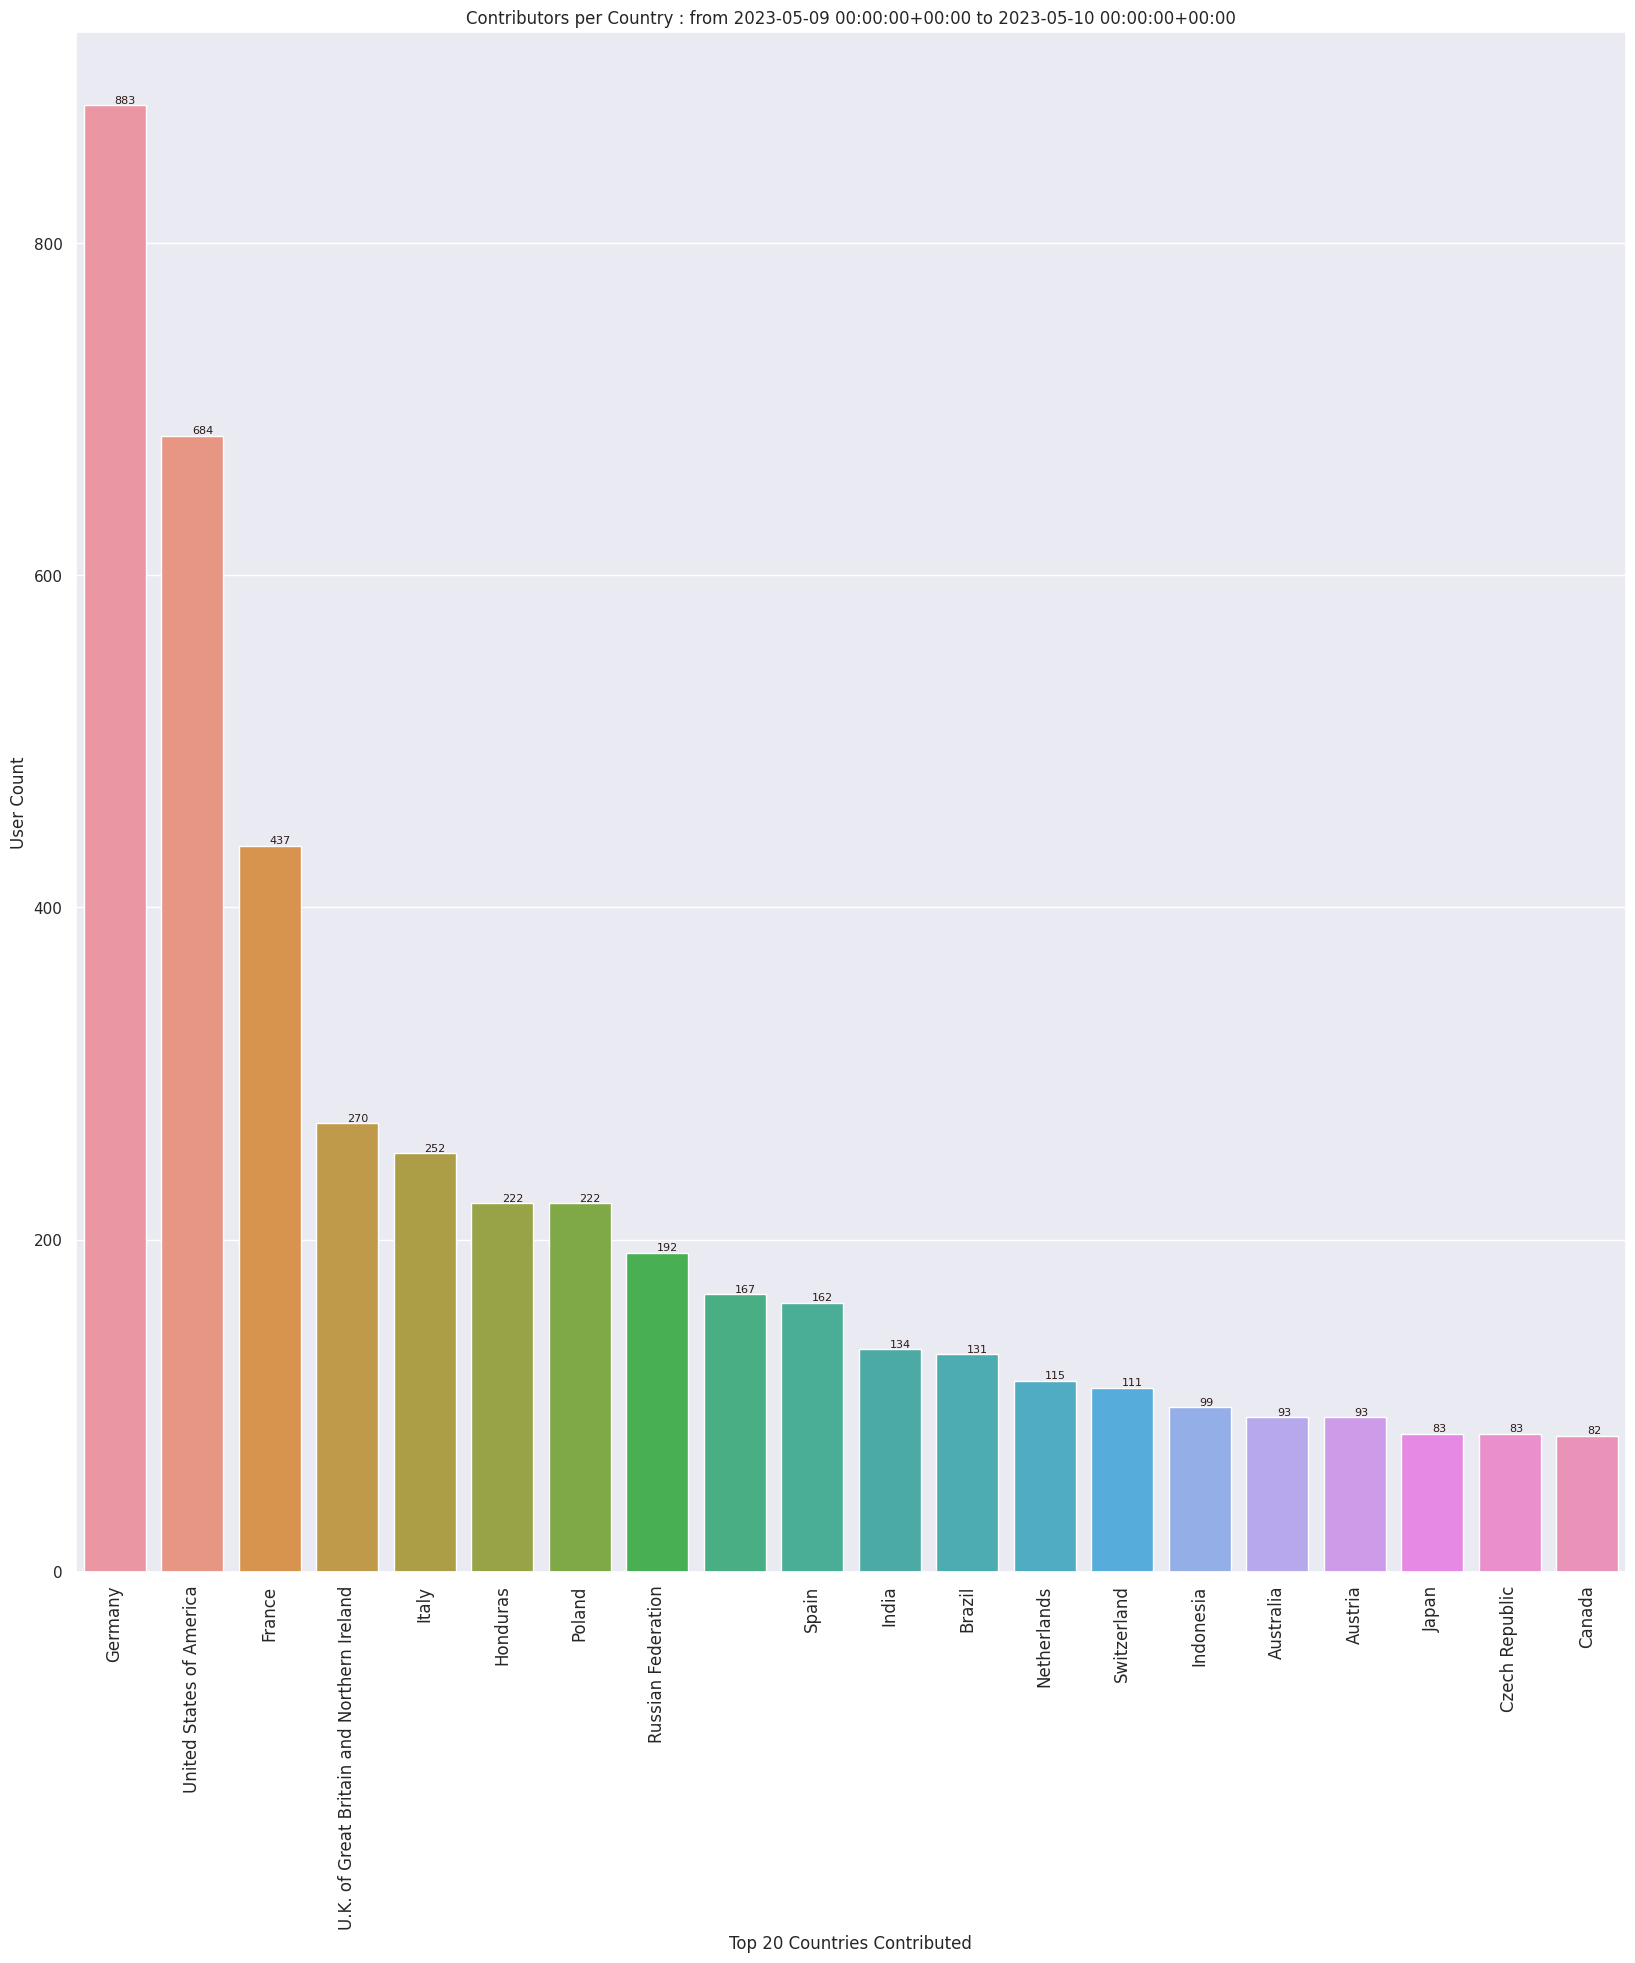 Contributors per Country : from 2023-05-09 00:00:00+00:00 to 2023-05-10 00:00:00+00:00
User Count
800
600
400
200
0
883
684
437
270
252
222
222
192
167
162
134
131
115
111
99
93
93
83
83
82
Germany
United States of America
France
U.K. of Great Britain and Northern Ireland
Italy
Honduras
Poland
Russian Federation
Spain
India
Brazil
Netherlands
Switzerland
Indonesia
Australia
Austria
Japan
Czech Republic
Canada
Top 20 Countries Contributed